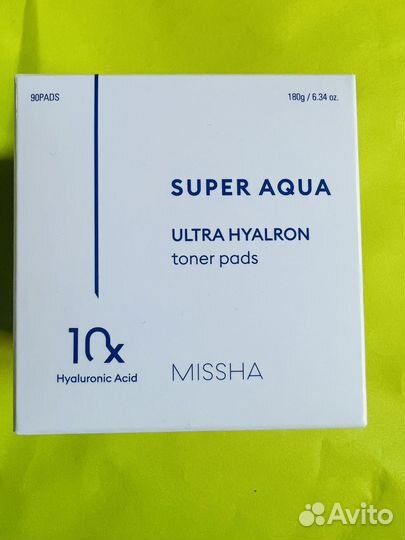 90PADS
180g / 6.34 oz.
SUPER AQUA
ULTRA HYALRON
toner pads
10x
Hyaluronic Acid
MISSHA
Avito